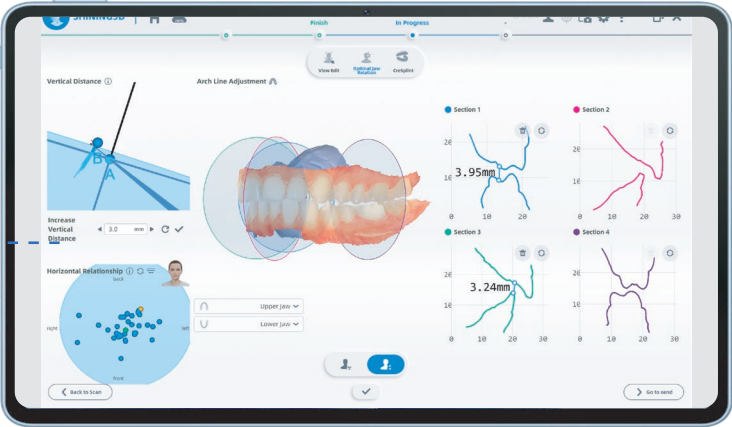 SHINING3D
Finish
In Progress
View Edit
Optimal Jaw
Relation
CreSplint
Vertical Distance
Arch Line Adjustment
B
A
Increase
Vertical
Distance
3.0 mm
Horizontal Relationship
back
right
left
front
Upper Jaw
Lower Jaw
Section 1
20
3.95mm
10
0 10 20
Section 2
20
10
0 10 20 30
Section 3
20
3.24mm
10
0 10 20 30
Section 4
20
10
0 10 20 30
Back to Scan
Go to send